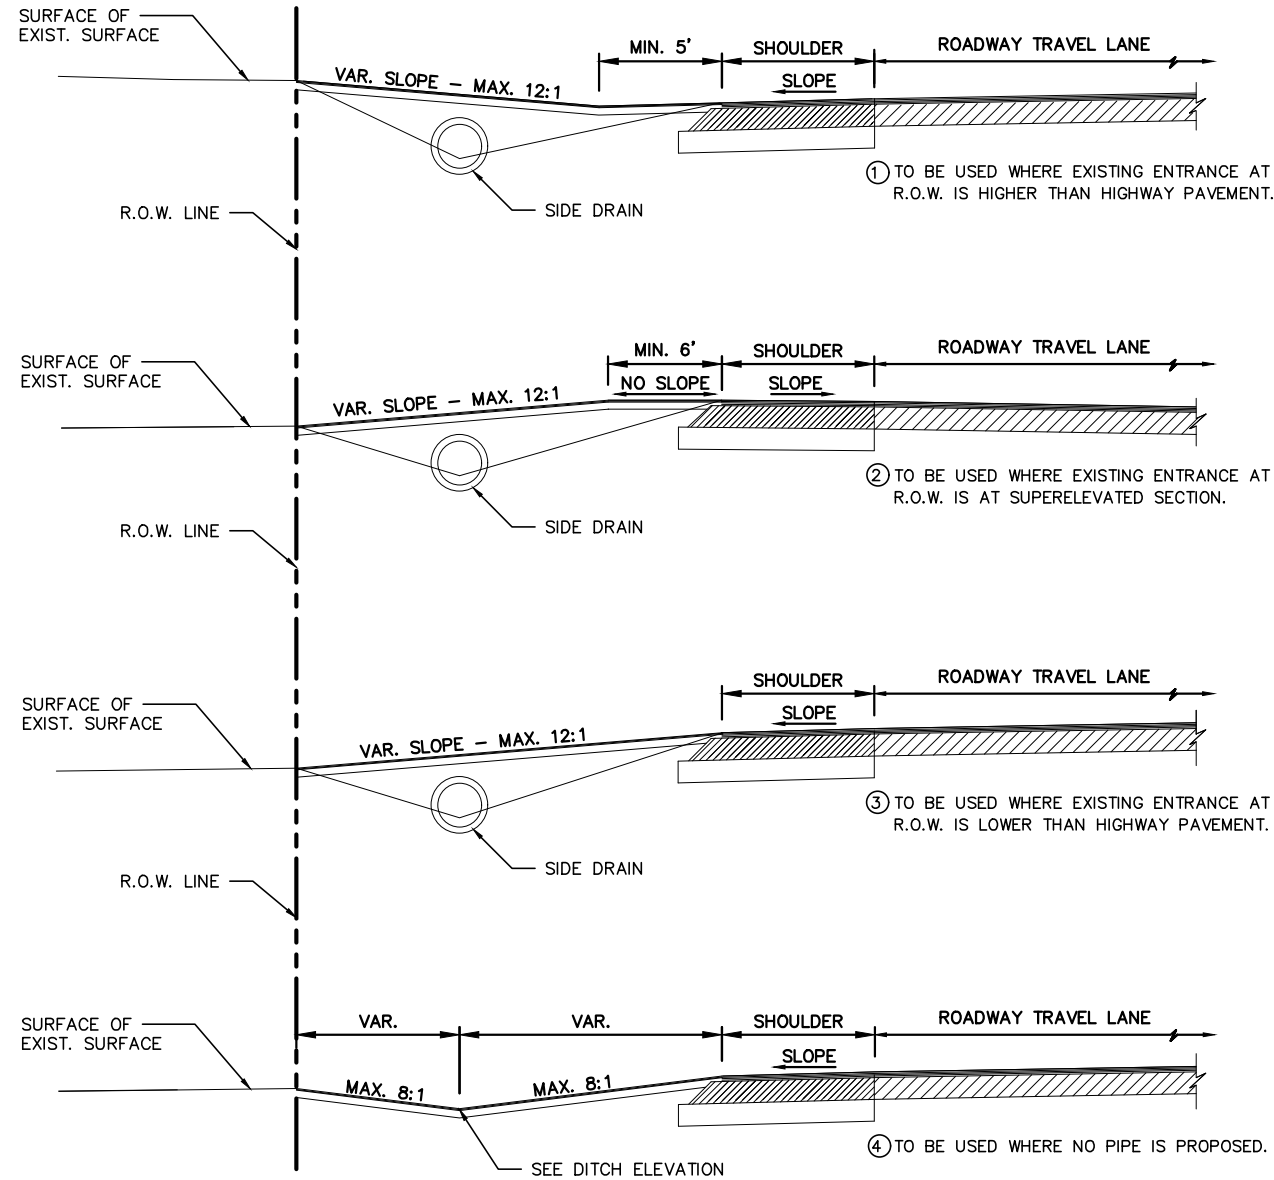 SURFACE OF
EXIST. SURFACE
MIN. 5'
SHOULDER
ROADWAY TRAVEL LANE
VAR. SLOPE - MAX. 12:1
SLOPE
1 TO BE USED WHERE EXISTING ENTRANCE AT
R.O.W. IS HIGHER THAN HIGHWAY PAVEMENT.
R.O.W. LINE
SIDE DRAIN
SURFACE OF
EXIST. SURFACE
MIN. 6'
SHOULDER
ROADWAY TRAVEL LANE
VAR. SLOPE - MAX. 12:1
NO SLOPE
SLOPE
2 TO BE USED WHERE EXISTING ENTRANCE AT
R.O.W. IS AT SUPERELEVATED SECTION.
R.O.W. LINE
SIDE DRAIN
SURFACE OF
EXIST. SURFACE
SHOULDER
ROADWAY TRAVEL LANE
VAR. SLOPE - MAX. 12:1
SLOPE
3 TO BE USED WHERE EXISTING ENTRANCE AT
R.O.W. IS LOWER THAN HIGHWAY PAVEMENT.
R.O.W. LINE
SIDE DRAIN
SURFACE OF
EXIST. SURFACE
VAR.
VAR.
SHOULDER
ROADWAY TRAVEL LANE
SLOPE
MAX. 8:1
MAX. 8:1
4 TO BE USED WHERE NO PIPE IS PROPOSED.
SEE DITCH ELEVATION